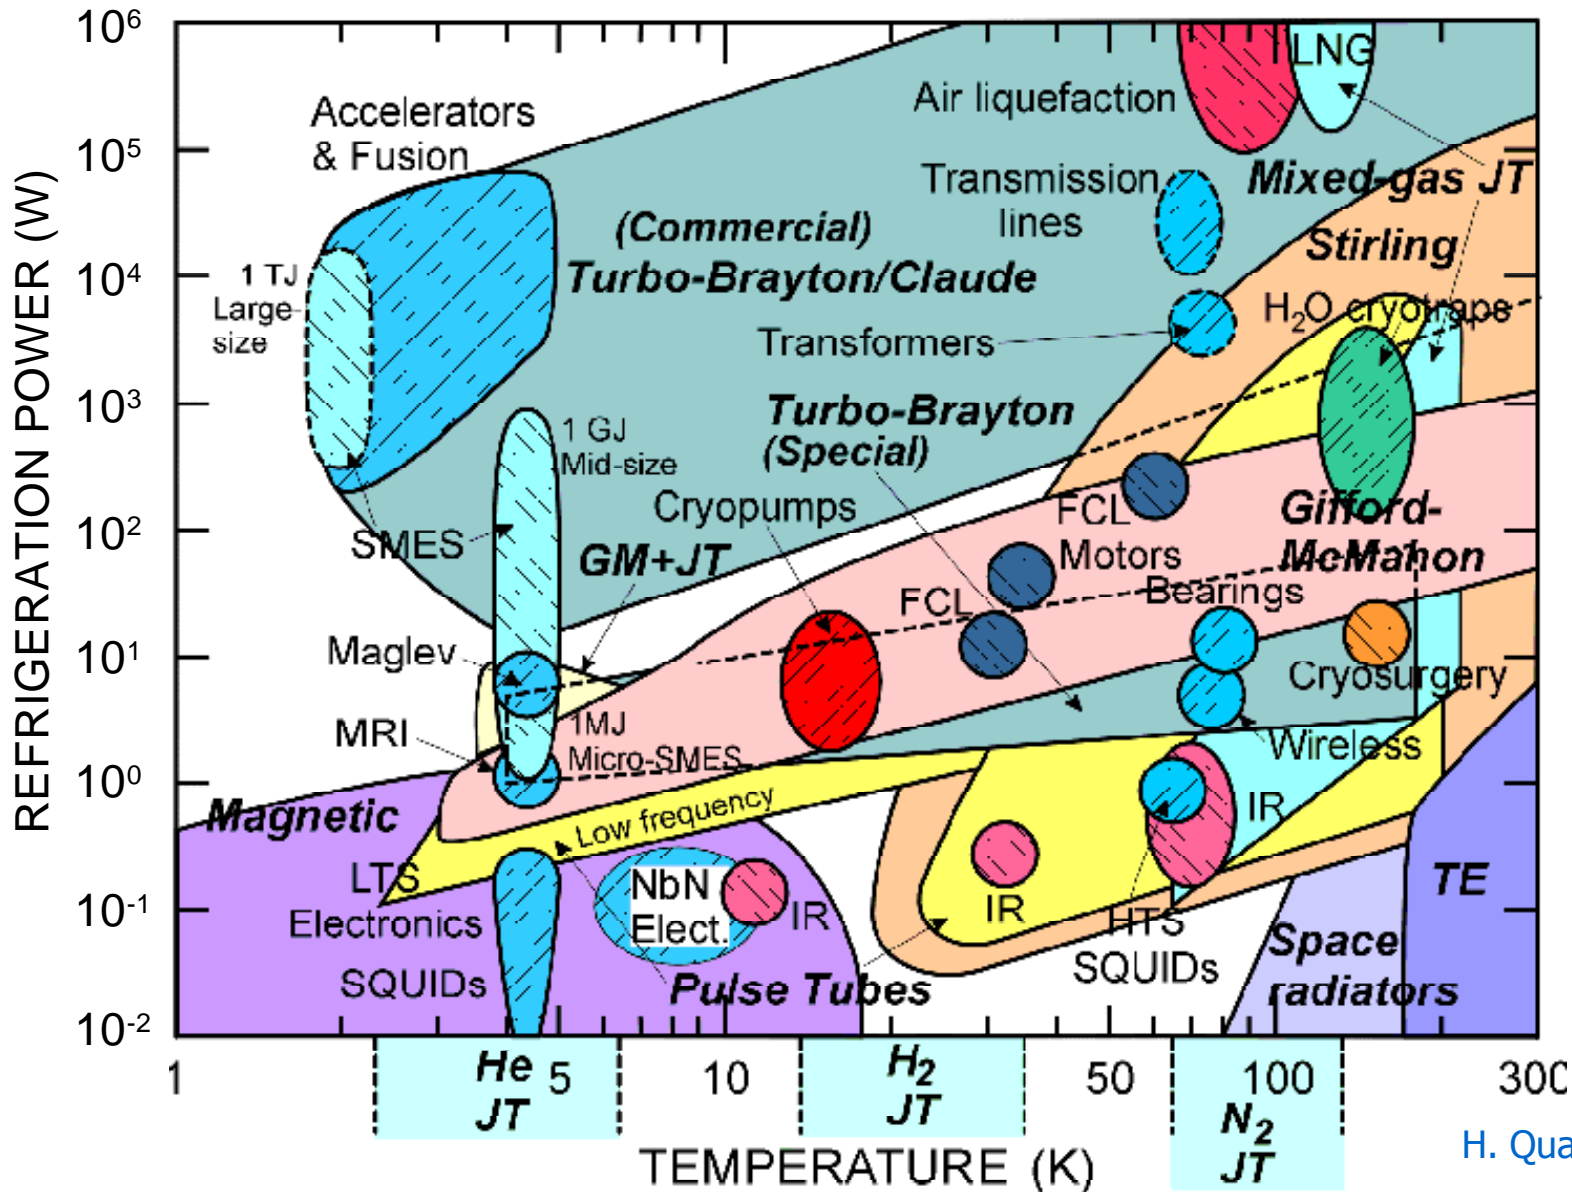 REFRIGERATION POWER (W)
10⁶
10⁵
10⁴
10³
10²
10¹
10⁰
10⁻¹
10⁻²
Accelerators
& Fusion
1 TJ
Large-
size
(Commercial)
Turbo-Brayton/Claude
Air liquefaction
LNG
Transmission
lines
Mixed-gas JT
Stirling
H₂O cryotraps
Transformers
Turbo-Brayton
(Special)
1 GJ
Mid-size
Cryopumps
SMES
GM+JT
FCL
Motors
Gifford-
McMahon
Bearings
FCL
Maglev
Cryosurgery
MRI
1MJ
Micro-SMES
Wireless
Magnetic
Low frequency
IR
LTS
Electronics
SQUIDs
NbN
Elect.
IR
IR
HTS
SQUIDs
TE
Space
radiators
Pulse Tubes
1
5
10
50
100
300
He
JT
H₂
JT
N₂
JT
TEMPERATURE (K)
H. Qua